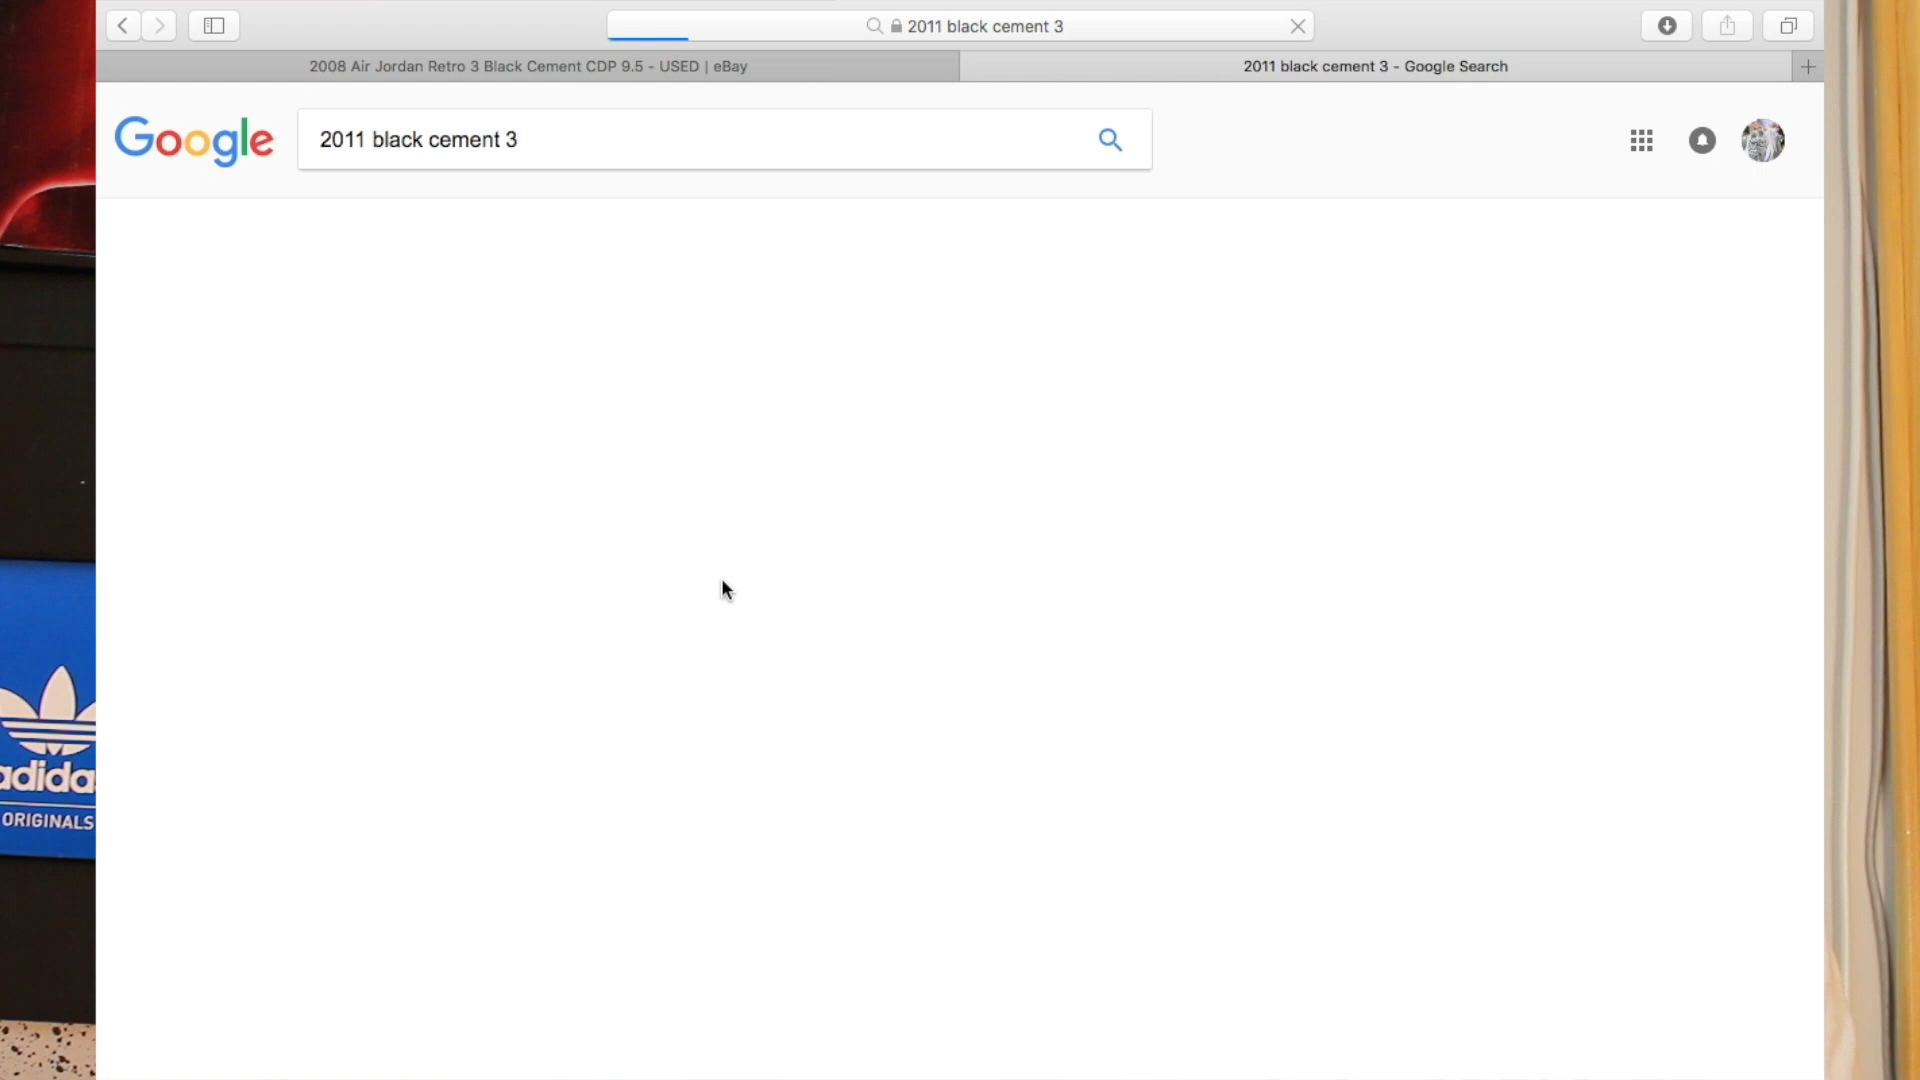 2011 black cement 3
2008 Air Jordan Retro 3 Black Cement CDP 9.5 - USED | eBay
2011 black cement 3 - Google Search
Google
2011 black cement 3
adidas
ORIGINALS